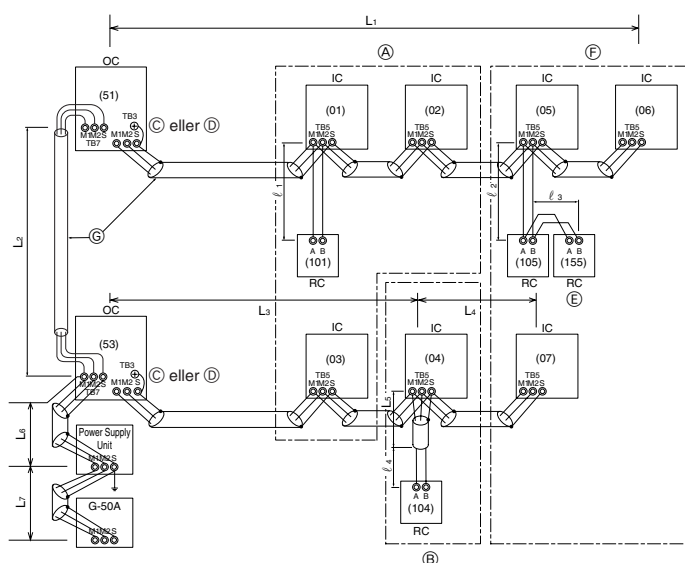 L1
Ⓐ
Ⓕ
OC
IC
IC
IC
IC
(51)
TB3
Ⓒ eller Ⓓ
(01)
(02)
(05)
(06)
M1M2S
TB7
M1M2S
TB5
M1M2S
TB5
M1M2S
TB5
M1M2S
TB5
M1M2S
ℓ1
ℓ2
ℓ3
L2
Ⓖ
A B
(101)
RC
A B
(105)
RC
A B
(155)
RC
Ⓔ
L3
L4
OC
IC
IC
IC
(53)
TB3
Ⓒ eller Ⓓ
(03)
(04)
(07)
M1M2S
TB7
M1M2S
TB5
M1M2S
TB5
M1M2S
TB5
M1M2S
L5
L6
Power Supply
Unit
M1M2S
ℓ4
L7
G-50A
M1M2S
A B
(104)
RC
Ⓑ